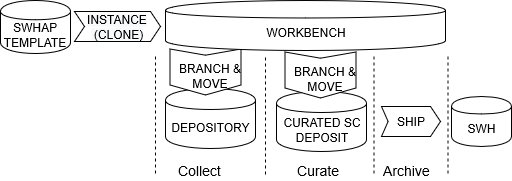 SWHAP
TEMPLATE
INSTANCE
(CLONE)
WORKBENCH
BRANCH &
MOVE
BRANCH &
MOVE
DEPOSITORY
CURATED SC
DEPOSIT
SHIP
SWH
Collect
Curate
Archive